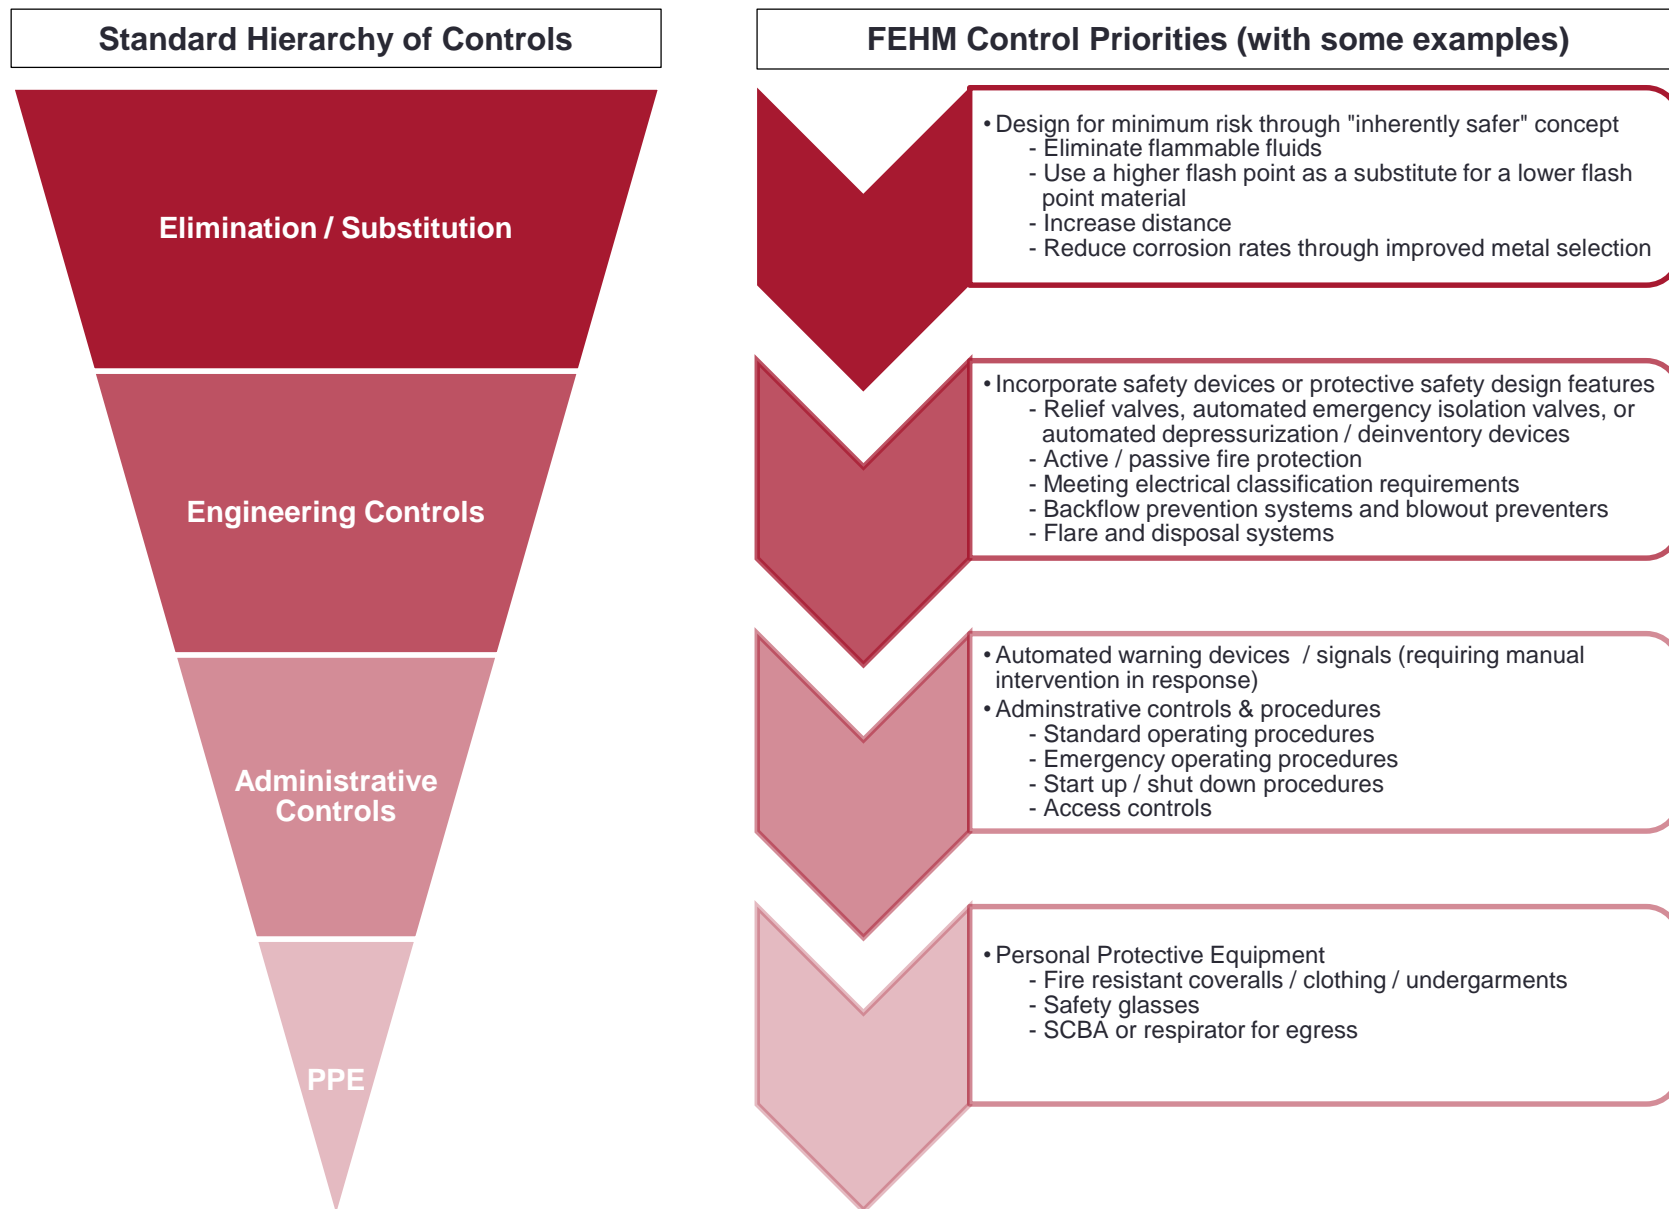 Standard Hierarchy of Controls
Elimination / Substitution
Engineering Controls
Administrative
Controls
PPE
FEHM Control Priorities (with some examples)
• Design for minimum risk through "inherently safer" concept
- Eliminate flammable fluids
- Use a higher flash point as a substitute for a lower flash
point material
- Increase distance
- Reduce corrosion rates through improved metal selection
• Incorporate safety devices or protective safety design features
- Relief valves, automated emergency isolation valves, or
automated depressurization / deinventory devices
- Active / passive fire protection
- Meeting electrical classification requirements
- Backflow prevention systems and blowout preventers
- Flare and disposal systems
• Automated warning devices / signals (requiring manual
intervention in response)
• Adminstrative controls & procedures
- Standard operating procedures
- Emergency operating procedures
- Start up / shut down procedures
- Access controls
• Personal Protective Equipment
- Fire resistant coveralls / clothing / undergarments
- Safety glasses
- SCBA or respirator for egress